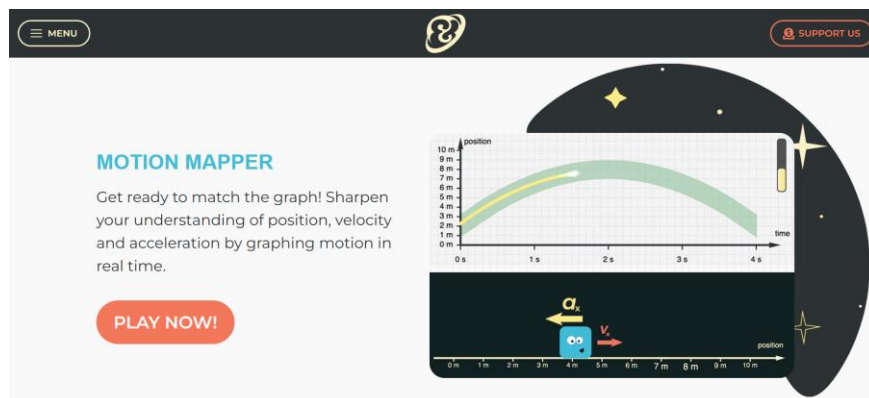 MENU
SUPPORT US
MOTION MAPPER
Get ready to match the graph! Sharpen
your understanding of position, velocity
and acceleration by graphing motion in
real time.
PLAY NOW!
position
10 m
9 m
8 m
7 m
6 m
5 m
4 m
3 m
2 m
1 m
0 m
time
0 s 1 s 2 s 3 s 4 s
aₓ
vₓ
position
0 m 1 m 2 m 3 m 4 m 5 m 6 m 7 m 8 m 9 m 10 m